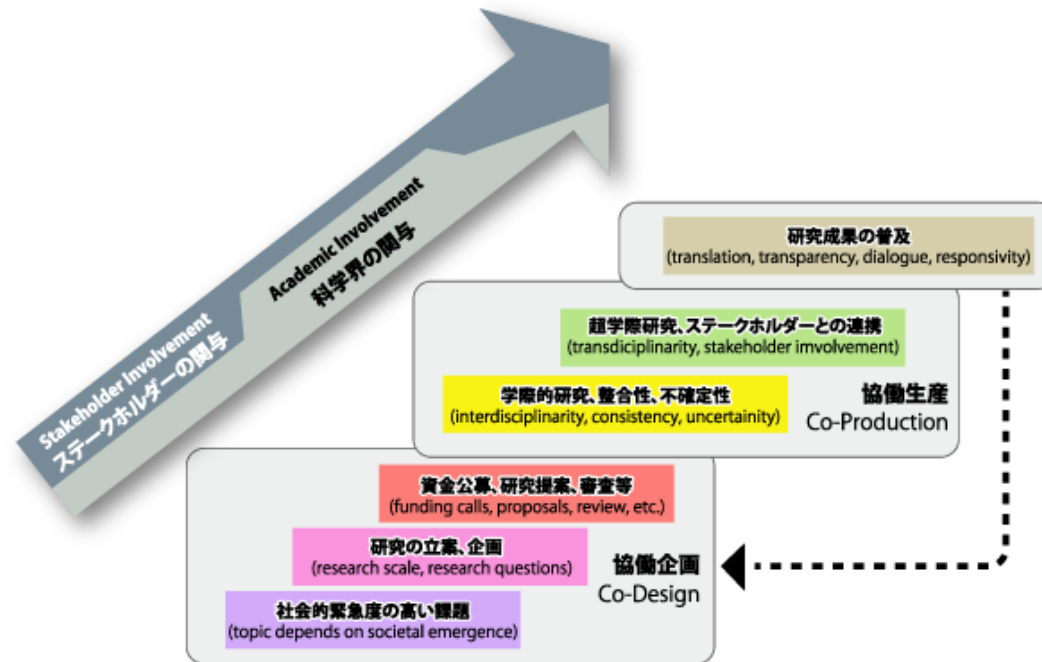 Stakeholder Involvement
ステークホルダーの関与
Academic Involvement
科学界の関与
研究成果の普及
(translation, transparency, dialogue, responsivity)
超学際研究、ステークホルダーとの連携
(transdiciplinarity, stakeholder imvolvement)
学際的研究、整合性、不確定性
(interdisciplinarity, consistency, uncertainity)
協働生産
Co-Production
資金公募、研究提案、審査等
(funding calls, proposals, review, etc.)
研究の立案、企画
(research scale, research questions)
協働企画
Co-Design
社会的緊急度の高い課題
(topic depends on societal emergence)